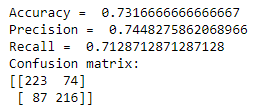 Accuracy =  0.7316666666666667
Precision =  0.7448275862068966
Recall =  0.7128712871287128
Confusion matrix:
[[223  74]
 [ 87 216]]